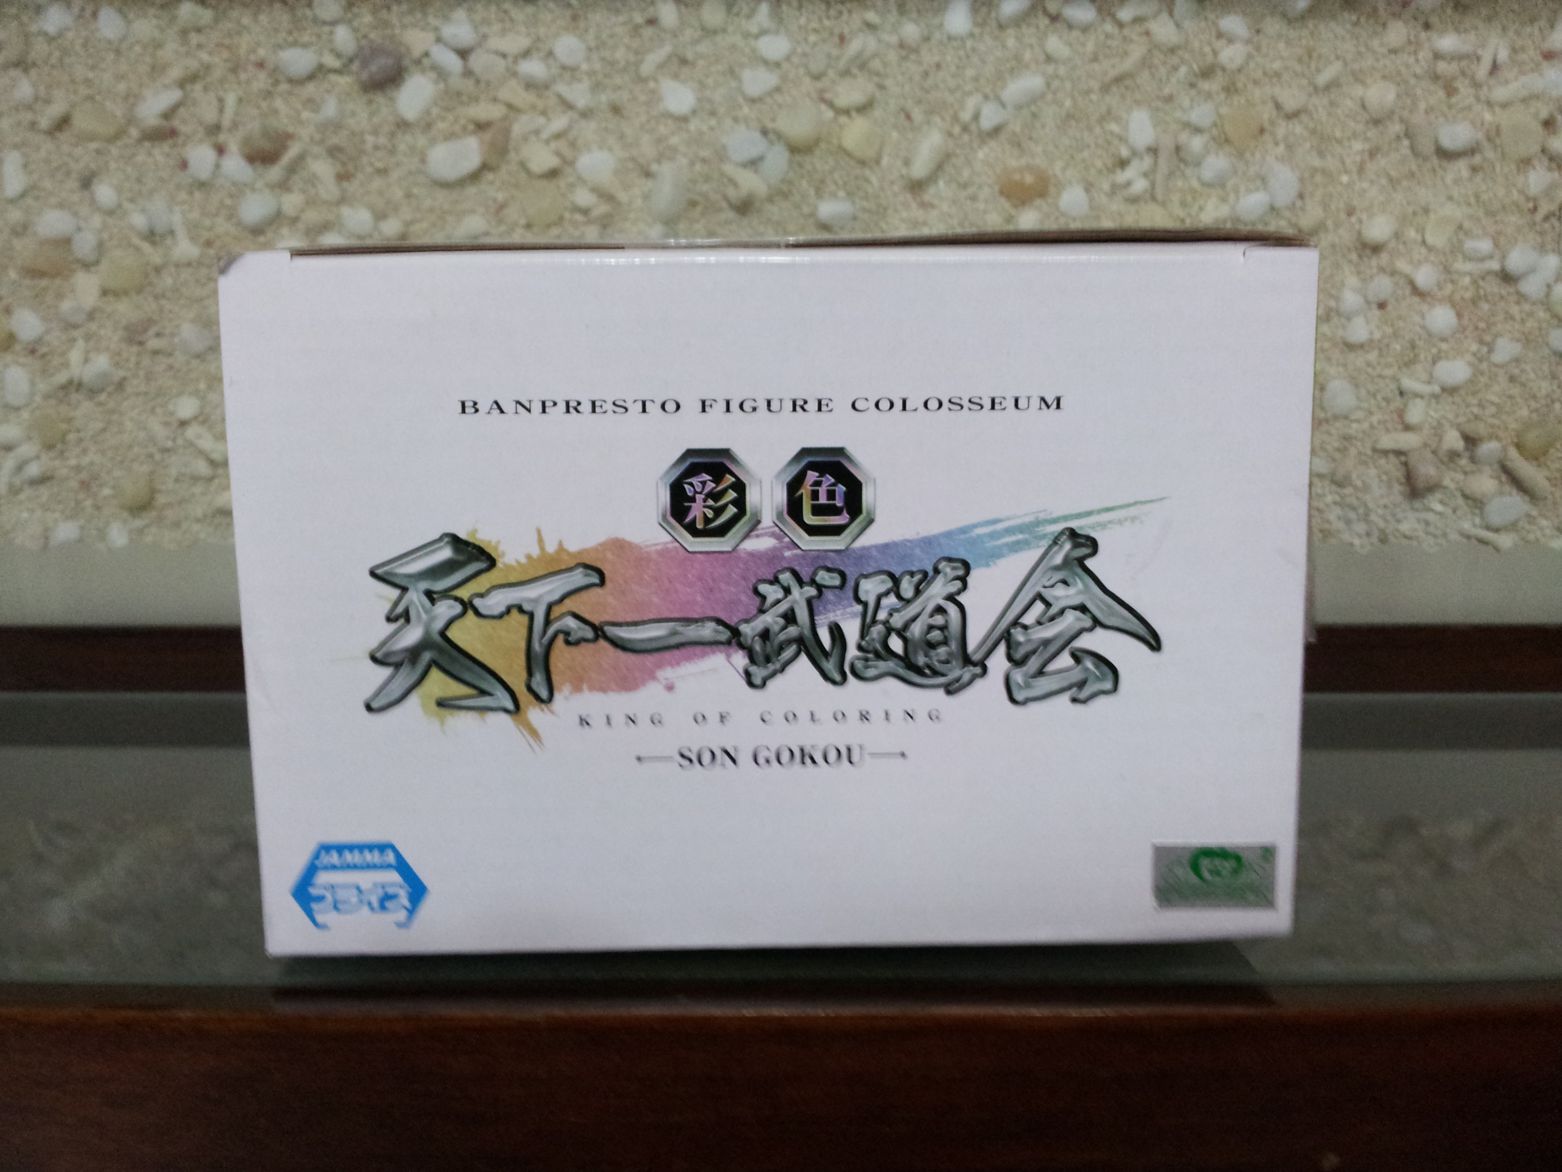 BANPRESTO FIGURE COLOSSEUM
彩色
天下一武道会
KING OF COLORING
SON GOKOU
JAMMA
プライズ